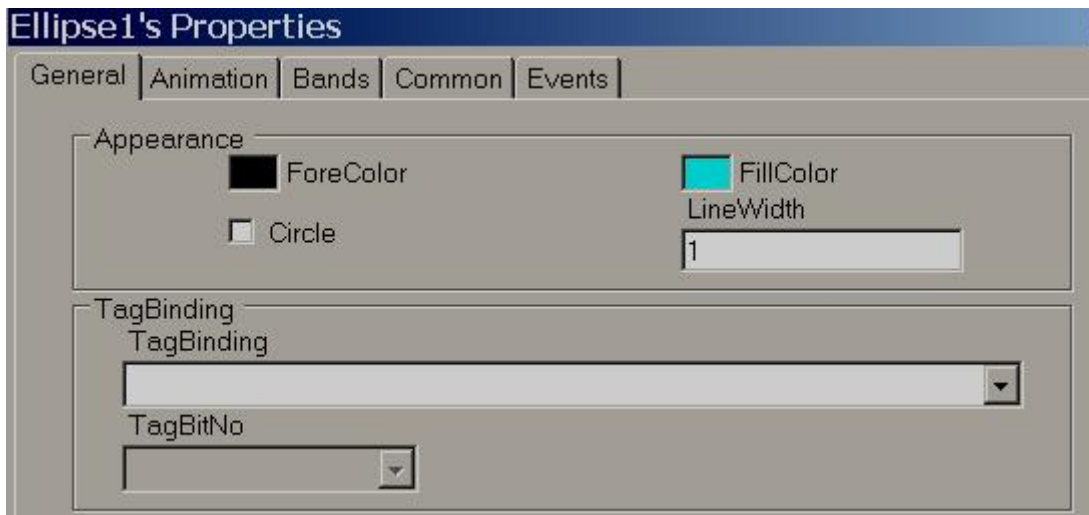 Ellipse1's Properties
General Animation Bands Common Events
Appearance
ForeColor FillColor
LineWidth
Circle
1
TagBinding
TagBinding
TagBitNo